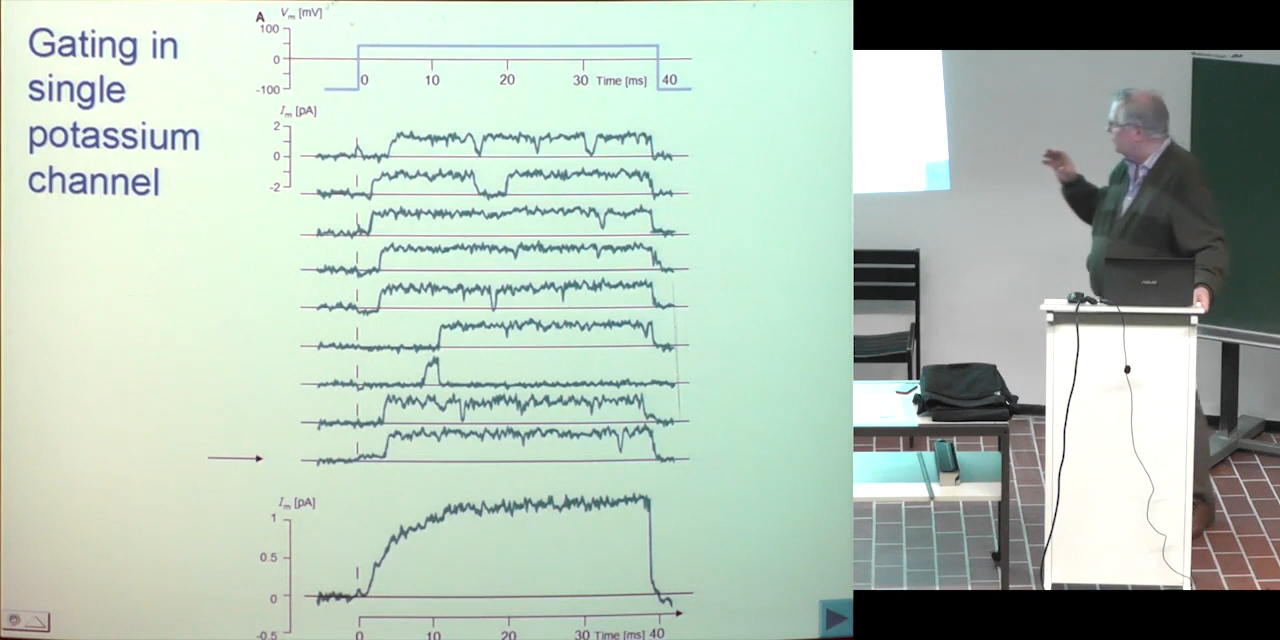 Gating in
single
potassium
channel
A
Vm [mV]
100
0
-100
0 10 20 30 Time [ms] 40
Im [pA]
2
0
-2
Im [pA]
1
0.5
0
-0.5
0 10 20 30 Time [ms] 40
ASUS